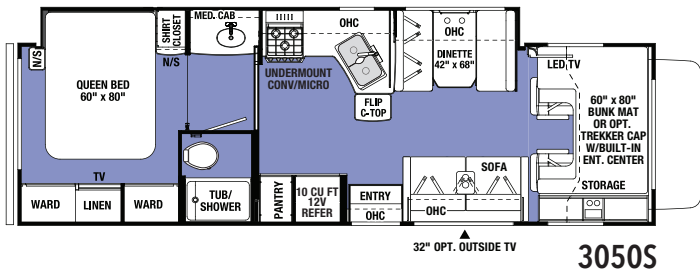 MED. CAB
SHIRT
CLOSET
N/S
N/S
QUEEN BED
60" x 80"
TV
WARD
LINEN
WARD
TUB/
SHOWER
OHC
UNDERMOUNT
CONV/MICRO
FLIP
C-TOP
PANTRY
10 CU FT
12V
REFER
ENTRY
OHC
OHC
DINETTE
42" x 68"
SOFA
OHC
32" OPT. OUTSIDE TV
LED TV
60" x 80"
BUNK MAT
OR OPT.
TREKKER CAP
W/BUILT-IN
ENT. CENTER
STORAGE
3050S